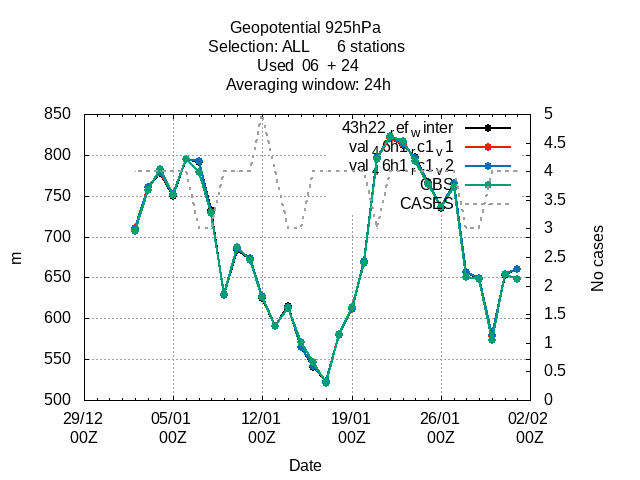 Geopotential 925hPa
Selection: ALL 6 stations
Used 06 + 24
Averaging window: 24h
43h22_ref_winter
val_46h1_rc1_v1
val_46h1_rc1_v2
OBS
CASES
850
800
750
700
650
600
550
500
5
4.5
4
3.5
3
2.5
2
1.5
1
0.5
0
m
No cases
29/12 05/01 12/01 19/01 26/01 02/02
00Z 00Z 00Z 00Z 00Z 00Z
Date